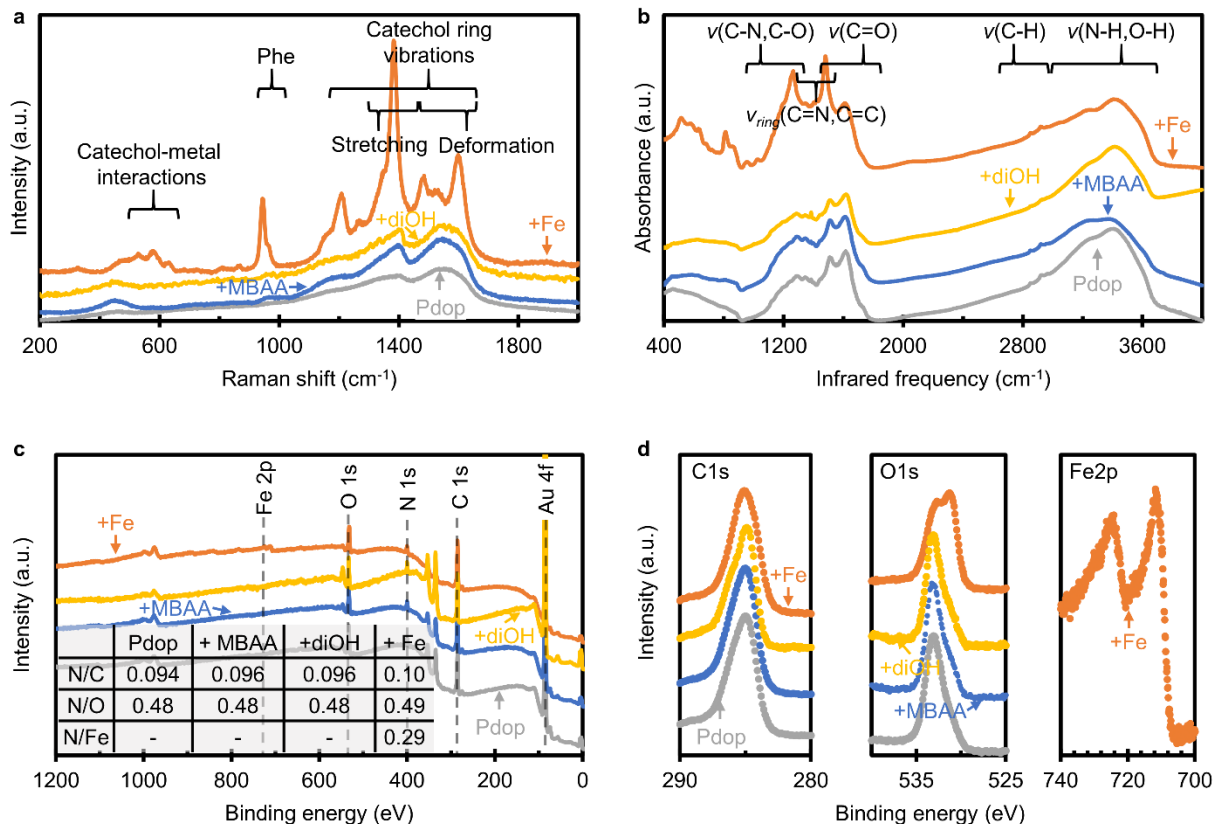 a
Catechol ring
vibrations
Phe
Stretching
Deformation
Catechol-metal
interactions
+diOH
+Fe
+MBAA
Pdop
Intensity (a.u.)
200 600 1000 1400 1800
Raman shift (cm⁻¹)
b
v(C-N,C-O) v(C=O) v(C-H) v(N-H,O-H)
v_ring(C=N,C=C)
+Fe
+diOH
+MBAA
Pdop
Absorbance (a.u.)
400 1200 2000 2800 3600
Infrared frequency (cm⁻¹)
c
Fe 2p
O 1s
N 1s
C 1s
Au 4f
+Fe
+MBAA
+diOH
Pdop
Pdop + MBAA +diOH + Fe
N/C 0.094 0.096 0.096 0.10
N/O 0.48 0.48 0.48 0.49
N/Fe - - - 0.29
Intensity (a.u.)
1200 1000 800 600 400 200 0
Binding energy (eV)
d
C1s
+Fe
Pdop
290 280
O1s
+diOH
+MBAA
535 525
Fe2p
+Fe
740 720 700
Intensity (a.u.)
Binding energy (eV)